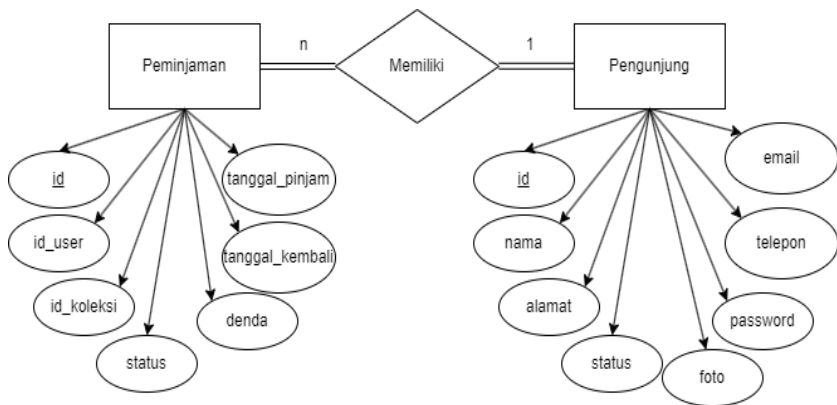 Peminjaman
n
Memiliki
1
Pengunjung
id
id_user
id_koleksi
status
denda
tanggal_kembali
tanggal_pinjam
id
nama
alamat
status
foto
password
telepon
email